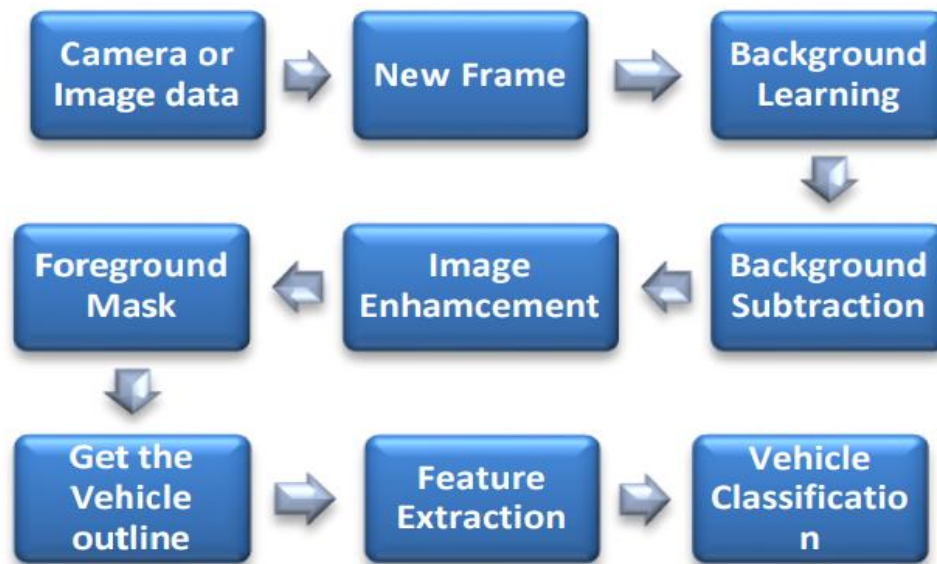 Camera or
Image data
New Frame
Background
Learning
Background
Subtraction
Image
Enhamcement
Foreground
Mask
Get the
Vehicle
outline
Feature
Extraction
Vehicle
Classificatio
n